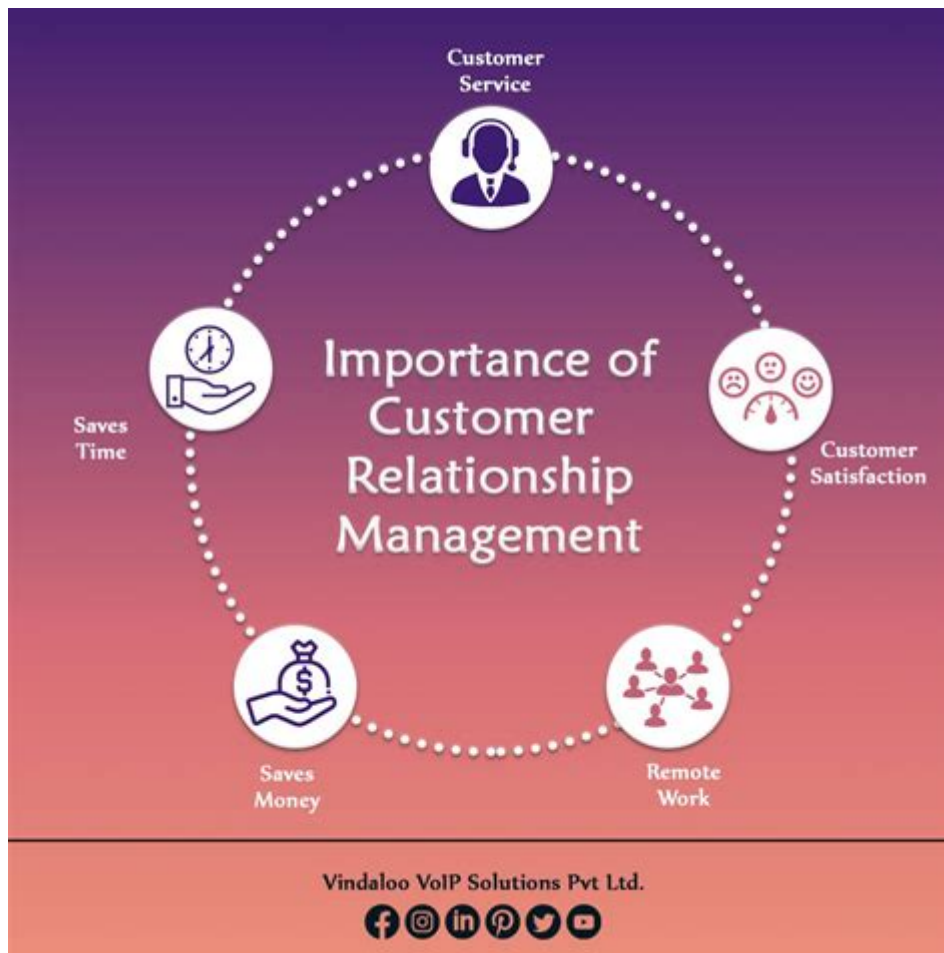 Customer
Service
Importance of
Customer
Relationship
Management
Saves
Time
Customer
Satisfaction
Saves
Money
Remote
Work
Vindaloo VoIP Solutions Pvt Ltd.